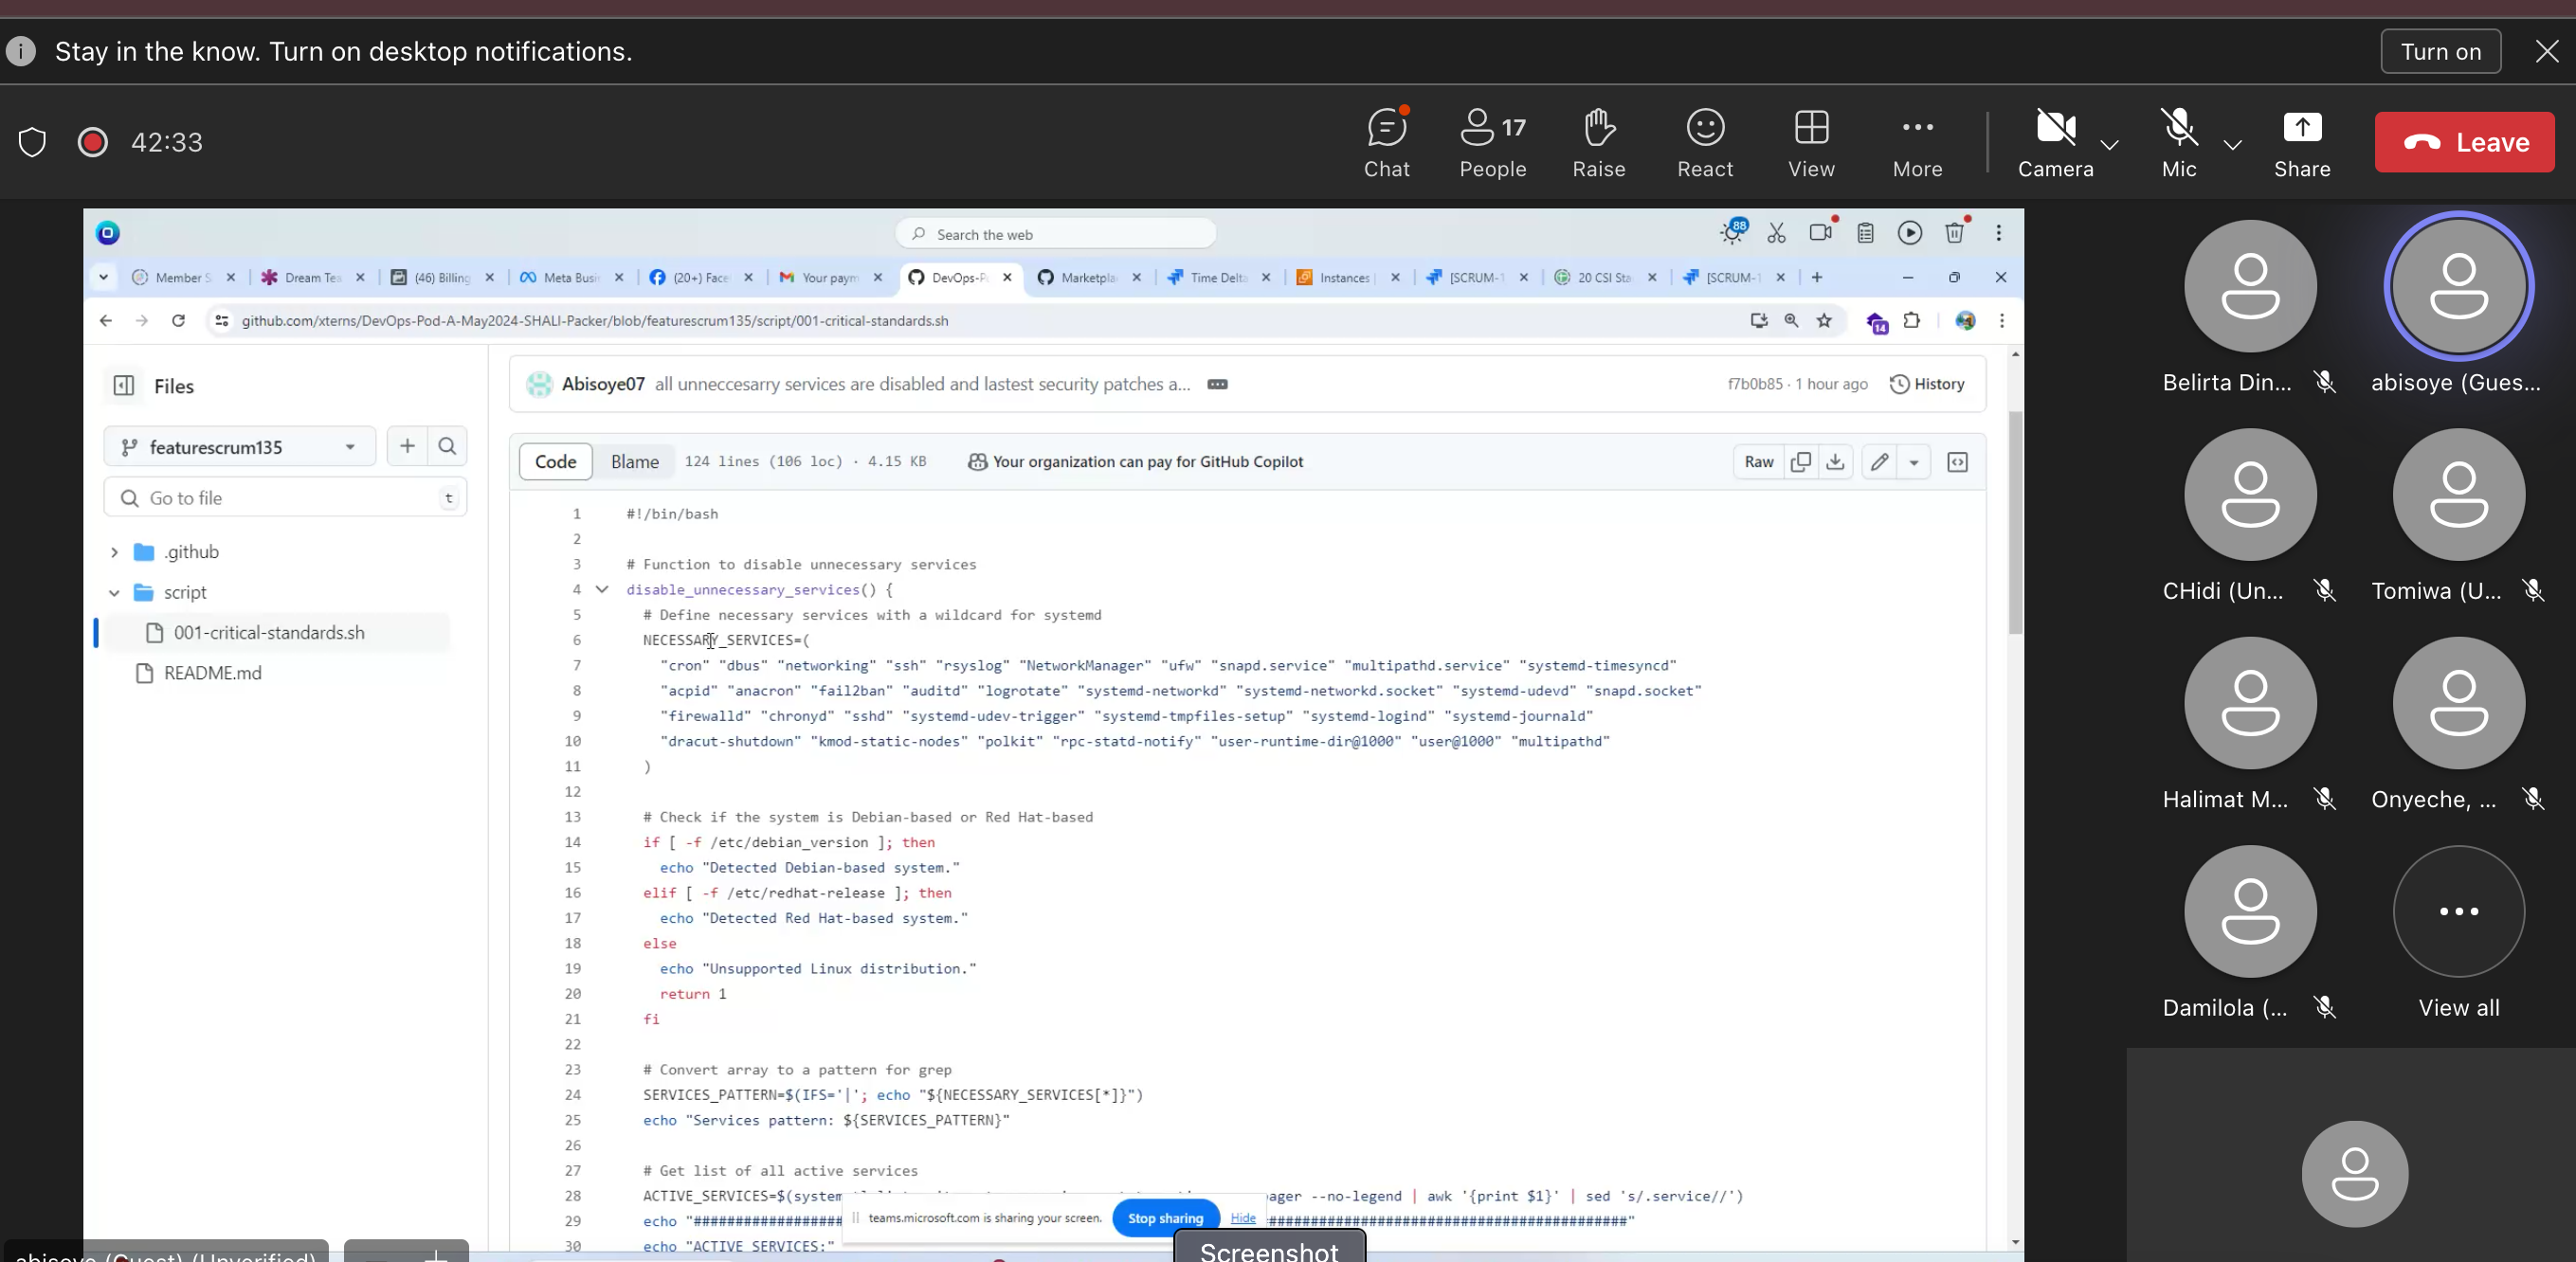 Stay in the know. Turn on desktop notifications.
Turn on
42:33
Chat
17
People
Raise
React
View
More
Camera
Mic
Share
Leave
Search the web
88
Member S
Dream Tea
(46) Billing
Meta Busin
(20+) Face
Your paym
DevOps-P
Marketpla
Time Delta
Instances
[SCRUM-1
20 CSI Sta
[SCRUM-1
github.com/xterns/DevOps-Pod-A-May2024-SHALI-Packer/blob/featurescrum135/script/001-critical-standards.sh
14
Files
featurescrum135
Go to file
t
.github
script
001-critical-standards.sh
README.md
Abisoye07 all unneccesarry services are disabled and lastest security patches a...
f7b0b85 · 1 hour ago
History
Code
Blame
124 lines (106 loc) · 4.15 KB
Your organization can pay for GitHub Copilot
Raw
1 #!/bin/bash
2
3 # Function to disable unnecessary services
4 disable_unnecessary_services() {
5 # Define necessary services with a wildcard for systemd
6 NECESSARY_SERVICES=(
7 "cron" "dbus" "networking" "ssh" "rsyslog" "NetworkManager" "ufw" "snapd.service" "multipathd.service" "systemd-timesyncd"
8 "acpid" "anacron" "fail2ban" "auditd" "logrotate" "systemd-networkd" "systemd-networkd.socket" "systemd-udevd" "snapd.socket"
9 "firewalld" "chronyd" "sshd" "systemd-udev-trigger" "systemd-tmpfiles-setup" "systemd-logind" "systemd-journald"
10 "dracut-shutdown" "kmod-static-nodes" "polkit" "rpc-statd-notify" "user-runtime-dir@1000" "user@1000" "multipathd"
11 )
12
13 # Check if the system is Debian-based or Red Hat-based
14 if [ -f /etc/debian_version ]; then
15 echo "Detected Debian-based system."
16 elif [ -f /etc/redhat-release ]; then
17 echo "Detected Red Hat-based system."
18 else
19 echo "Unsupported Linux distribution."
20 return 1
21 fi
22
23 # Convert array to a pattern for grep
24 SERVICES_PATTERN=$(IFS='|'; echo "${NECESSARY_SERVICES[*]}")
25 echo "Services pattern: ${SERVICES_PATTERN}"
26
27 # Get list of all active services
28 ACTIVE_SERVICES=$(system ager --no-legend | awk '{print $1}' | sed 's/.service//')
29 echo "################## ############################################"
30 echo "ACTIVE SERVICES:"
teams.microsoft.com is sharing your screen.
Stop sharing
Hide
Screenshot
abisoye (Guest) (Unverified)
Belirta Din...
abisoye (Gues...
CHidi (Un...
Tomiwa (U...
Halimat M...
Onyeche, ...
Damilola (...
View all